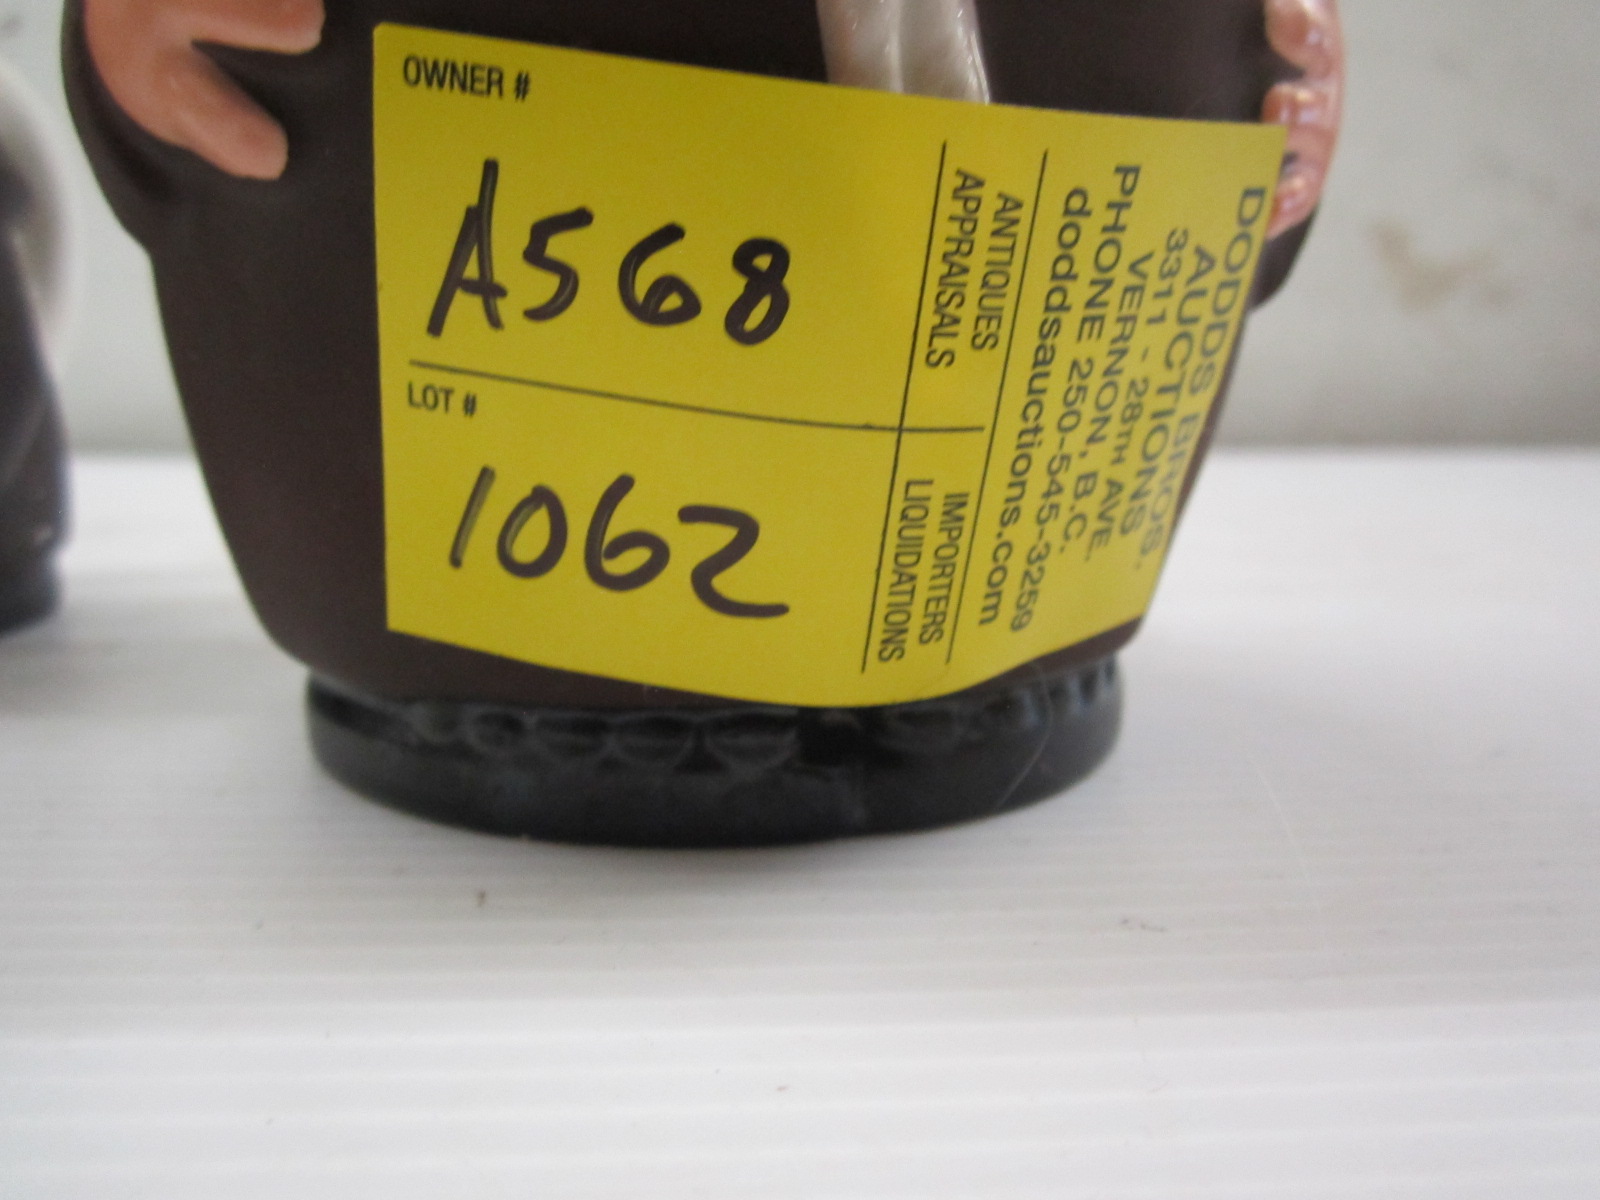 OWNER #
A568
LOT #
1062
ANTIQUES
APPRAISALS
IMPORTERS
LIQUIDATIONS
DODDS BROS.
AUCTIONS
3311 - 28TH AVE.
VERNON, B.C.
PHONE 250-545-3259
doddsauctions.com